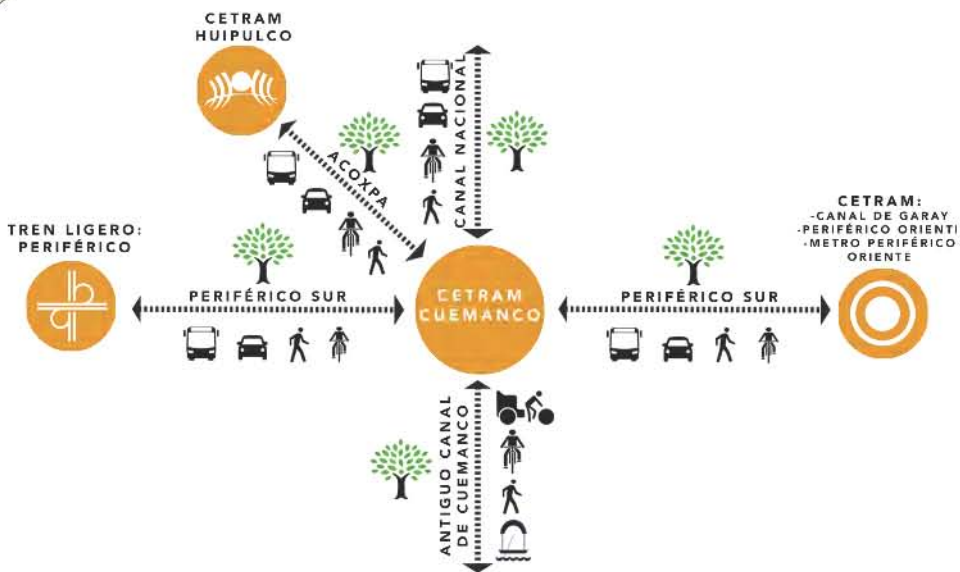 CETRAM
HUIPULCO
CANAL NACIONAL
ACOXPA
TREN LIGERO:
PERIFÉRICO
PERIFÉRICO SUR
CETRAM
CUEMANCO
PERIFÉRICO SUR
CETRAM:
-CANAL DE GARAY
-PERIFÉRICO ORIENTI
-METRO PERIFÉRICO
ORIENTE
ANTIGUO CANAL
DE CUEMANCO